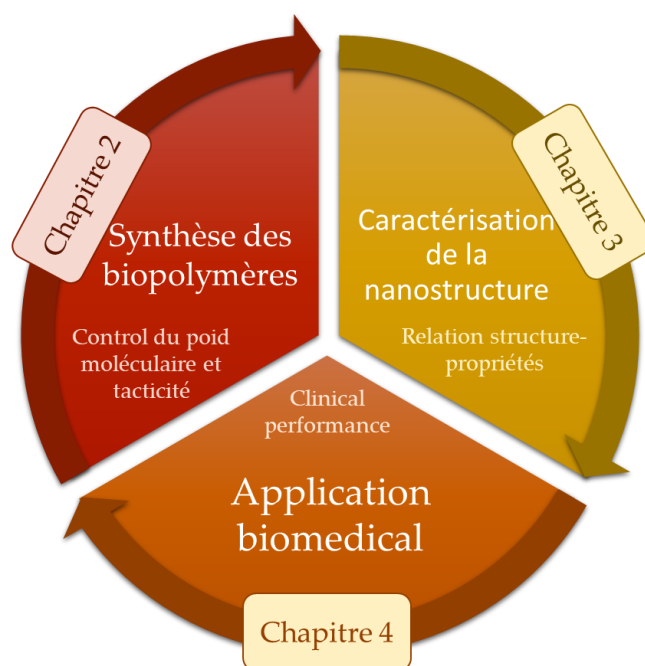 Chapitre 2
Synthèse des
biopolymères
Control du poid
moléculaire et
tacticité
Chapitre 3
Caractérisation
de la
nanostructure
Relation structure-
propriétés
Clinical
performance
Application
biomedical
Chapitre 4